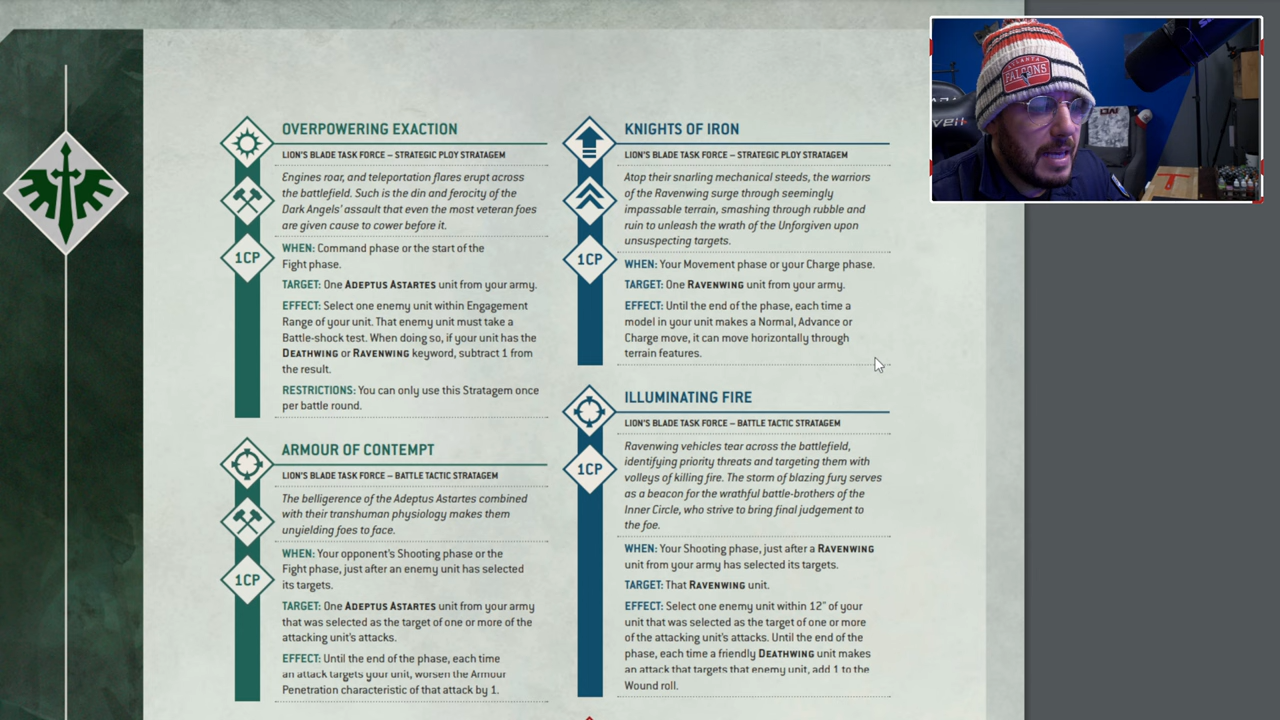 OVERPOWERING EXACTION
LION'S BLADE TASK FORCE – STRATEGIC PLOY STRATAGEM
Engines roar, and teleportation flares erupt across
the battlefield. Such is the din and ferocity of the
Dark Angels' assault that even the most veteran foes
are given cause to cower before it.
1CP
WHEN: Command phase or the start of the
Fight phase.
TARGET: One ADEPTUS ASTARTES unit from your army.
EFFECT: Select one enemy unit within Engagement
Range of your unit. That enemy unit must take a
Battle-shock test. When doing so, if your unit has the
DEATHWING or RAVENWING keyword, subtract 1 from
the result.
RESTRICTIONS: You can only use this Stratagem once
per battle round.
ARMOUR OF CONTEMPT
LION'S BLADE TASK FORCE – BATTLE TACTIC STRATAGEM
The belligerence of the Adeptus Astartes combined
with their transhuman physiology makes them
unyielding foes to face.
1CP
WHEN: Your opponent's Shooting phase or the
Fight phase, just after an enemy unit has selected
its targets.
TARGET: One ADEPTUS ASTARTES unit from your army
that was selected as the target of one or more of the
attacking unit's attacks.
EFFECT: Until the end of the phase, each time
an attack targets your unit, worsen the Armour
Penetration characteristic of that attack by 1.
KNIGHTS OF IRON
LION'S BLADE TASK FORCE – STRATEGIC PLOY STRATAGEM
Atop their snarling mechanical steeds, the warriors
of the Ravenwing surge through seemingly
impassable terrain, smashing through rubble and
ruin to unleash the wrath of the Unforgiven upon
unsuspecting targets.
1CP
WHEN: Your Movement phase or your Charge phase.
TARGET: One RAVENWING unit from your army.
EFFECT: Until the end of the phase, each time a
model in your unit makes a Normal, Advance or
Charge move, it can move horizontally through
terrain features.
ILLUMINATING FIRE
LION'S BLADE TASK FORCE – BATTLE TACTIC STRATAGEM
1CP
Ravenwing vehicles tear across the battlefield,
identifying priority threats and targeting them with
volleys of killing fire. The storm of blazing fury serves
as a beacon for the wrathful battle-brothers of the
Inner Circle, who strive to bring final judgement to
the foe.
WHEN: Your Shooting phase, just after a RAVENWING
unit from your army has selected its targets.
TARGET: That RAVENWING unit.
EFFECT: Select one enemy unit within 12" of your
unit that was selected as the target of one or more
of the attacking unit's attacks. Until the end of the
phase, each time a friendly DEATHWING unit makes
an attack that targets that enemy unit, add 1 to the
Wound roll.
ATLANTA
FALCONS